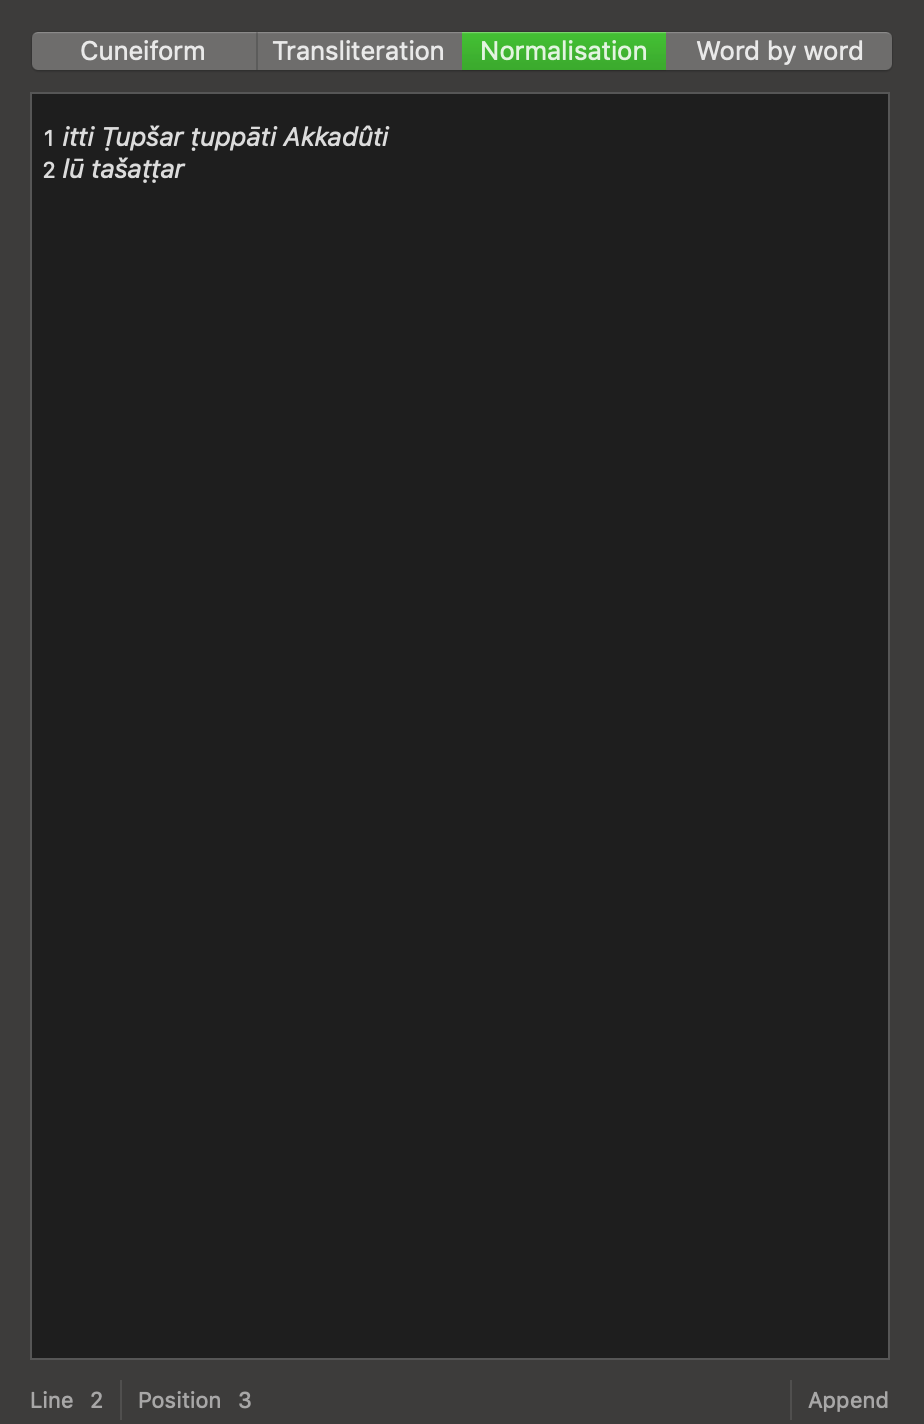 Cuneiform Transliteration Normalisation Word by word
1 itti Ṭupšar ṭuppāti Akkadûti
2 lū tašaṭṭar
Line 2 Position 3 Append